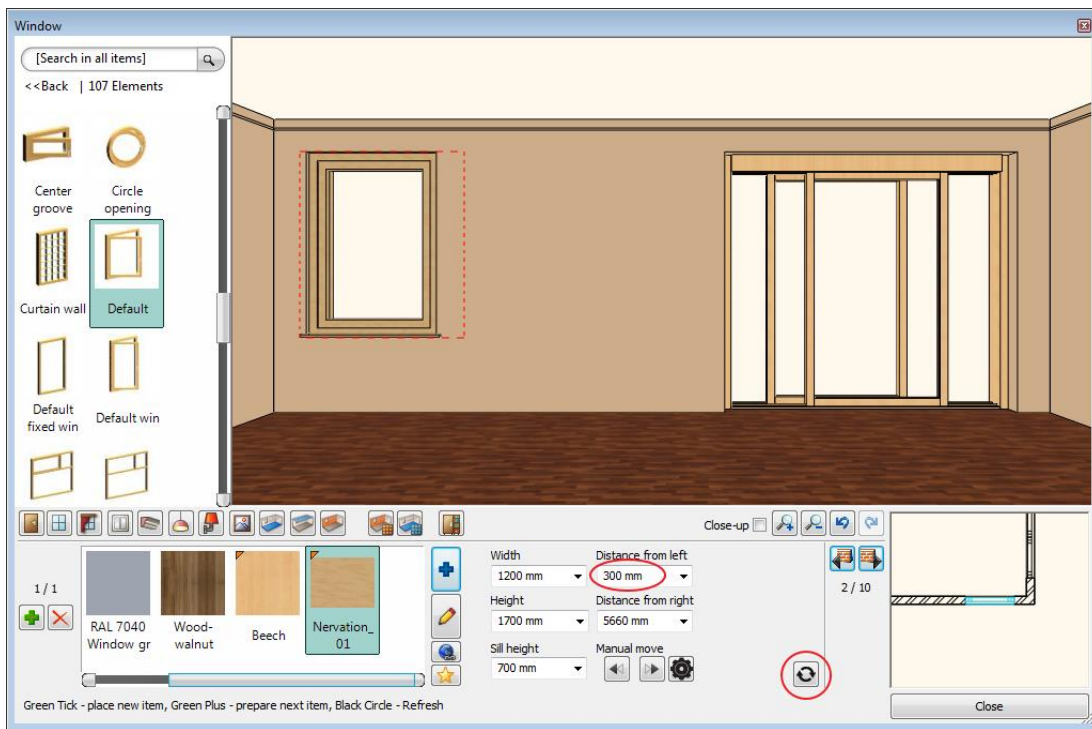 Window
[Search in all items]
<<Back | 107 Elements
Center
groove
Circle
opening
Curtain wall
Default
Default
fixed win
Default win
Close-up
1 / 1
RAL 7040
Window gr
Wood-
walnut
Beech
Nervation_
01
Width
1200 mm
Distance from left
300 mm
Height
1700 mm
Distance from right
5660 mm
Sill height
700 mm
Manual move
2 / 10
Green Tick - place new item, Green Plus - prepare next item, Black Circle - Refresh
Close